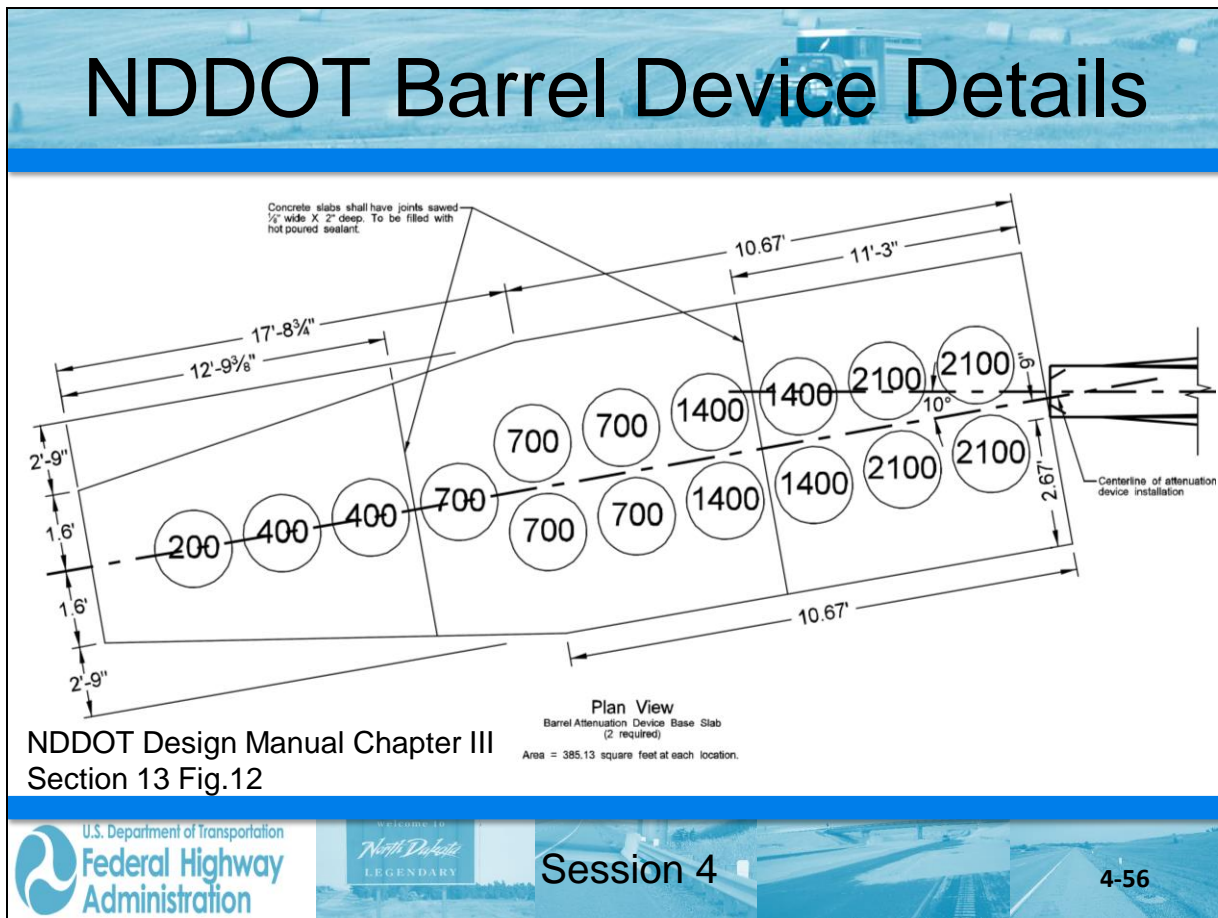 NDDOT Barrel Device Details
Concrete slabs shall have joints sawed
⅛" wide X 2" deep. To be filled with
hot poured sealant.
10.67'
11'-3"
17'-8¾"
12'-9⅜"
2'-9"
1.6'
1.6'
2'-9"
200
400
400
700
700
700
1400
1400
2100
2100
700
700
1400
1400
2100
2100
10°
9"
2.67'
Centerline of attenuation
device installation
10.67'
Plan View
Barrel Attenuation Device Base Slab
(2 required)
Area = 385.13 square feet at each location.
NDDOT Design Manual Chapter III
Section 13 Fig.12
U.S. Department of Transportation
Federal Highway
Administration
welcome to
North Dakota
LEGENDARY
Session 4
4-56